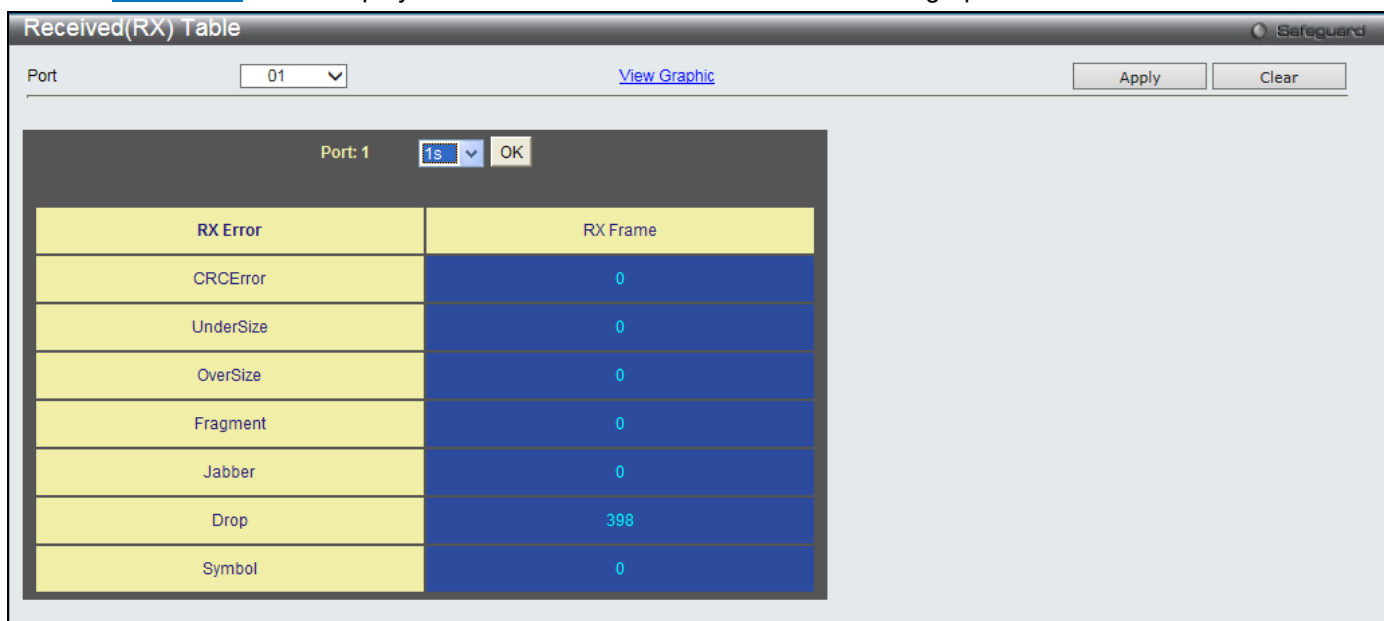 Received(RX) Table
Safeguard
Port 01 View Graphic Apply Clear
Port: 1 1s OK
RX Error RX Frame
CRCError 0
UnderSize 0
OverSize 0
Fragment 0
Jabber 0
Drop 398
Symbol 0